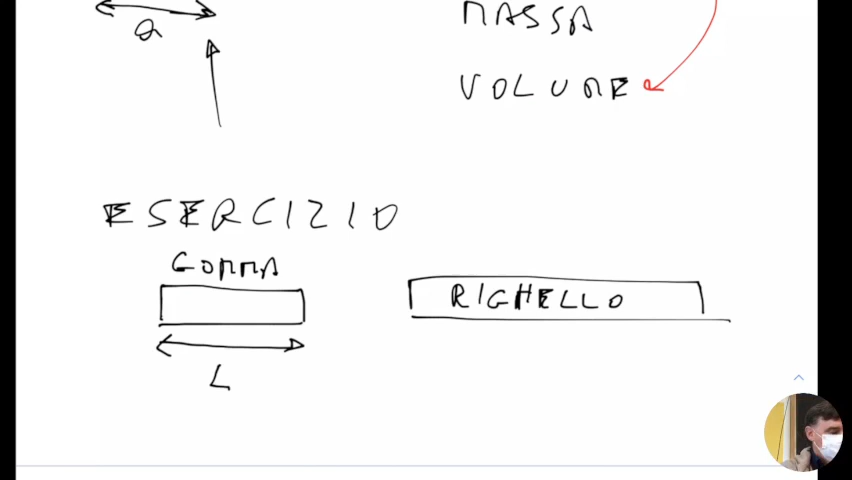 a
MASSA
VOLUME
ESERCIZIO
GOMMA
RIGHELLO
L